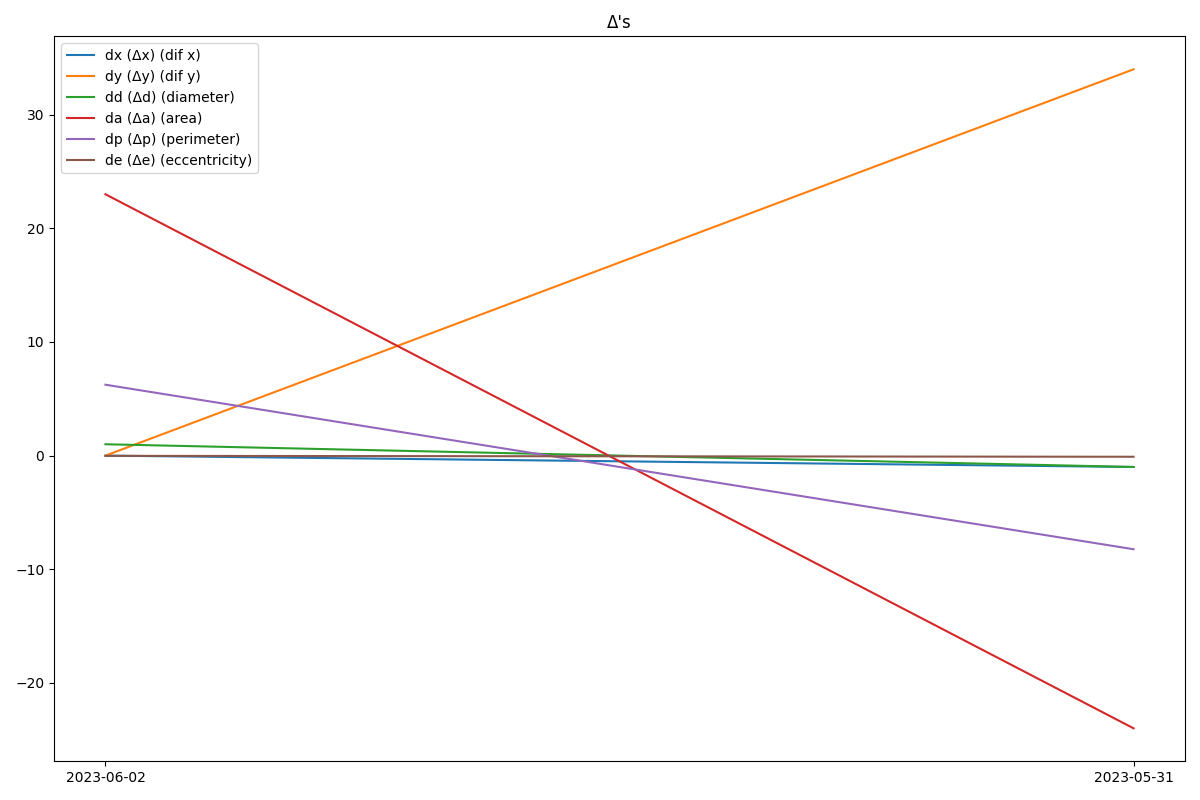 Δ's
dx (Δx) (dif x)
dy (Δy) (dif y)
dd (Δd) (diameter)
da (Δa) (area)
dp (Δp) (perimeter)
de (Δe) (eccentricity)
30
20
10
0
−10
−20
2023-06-02 2023-05-31